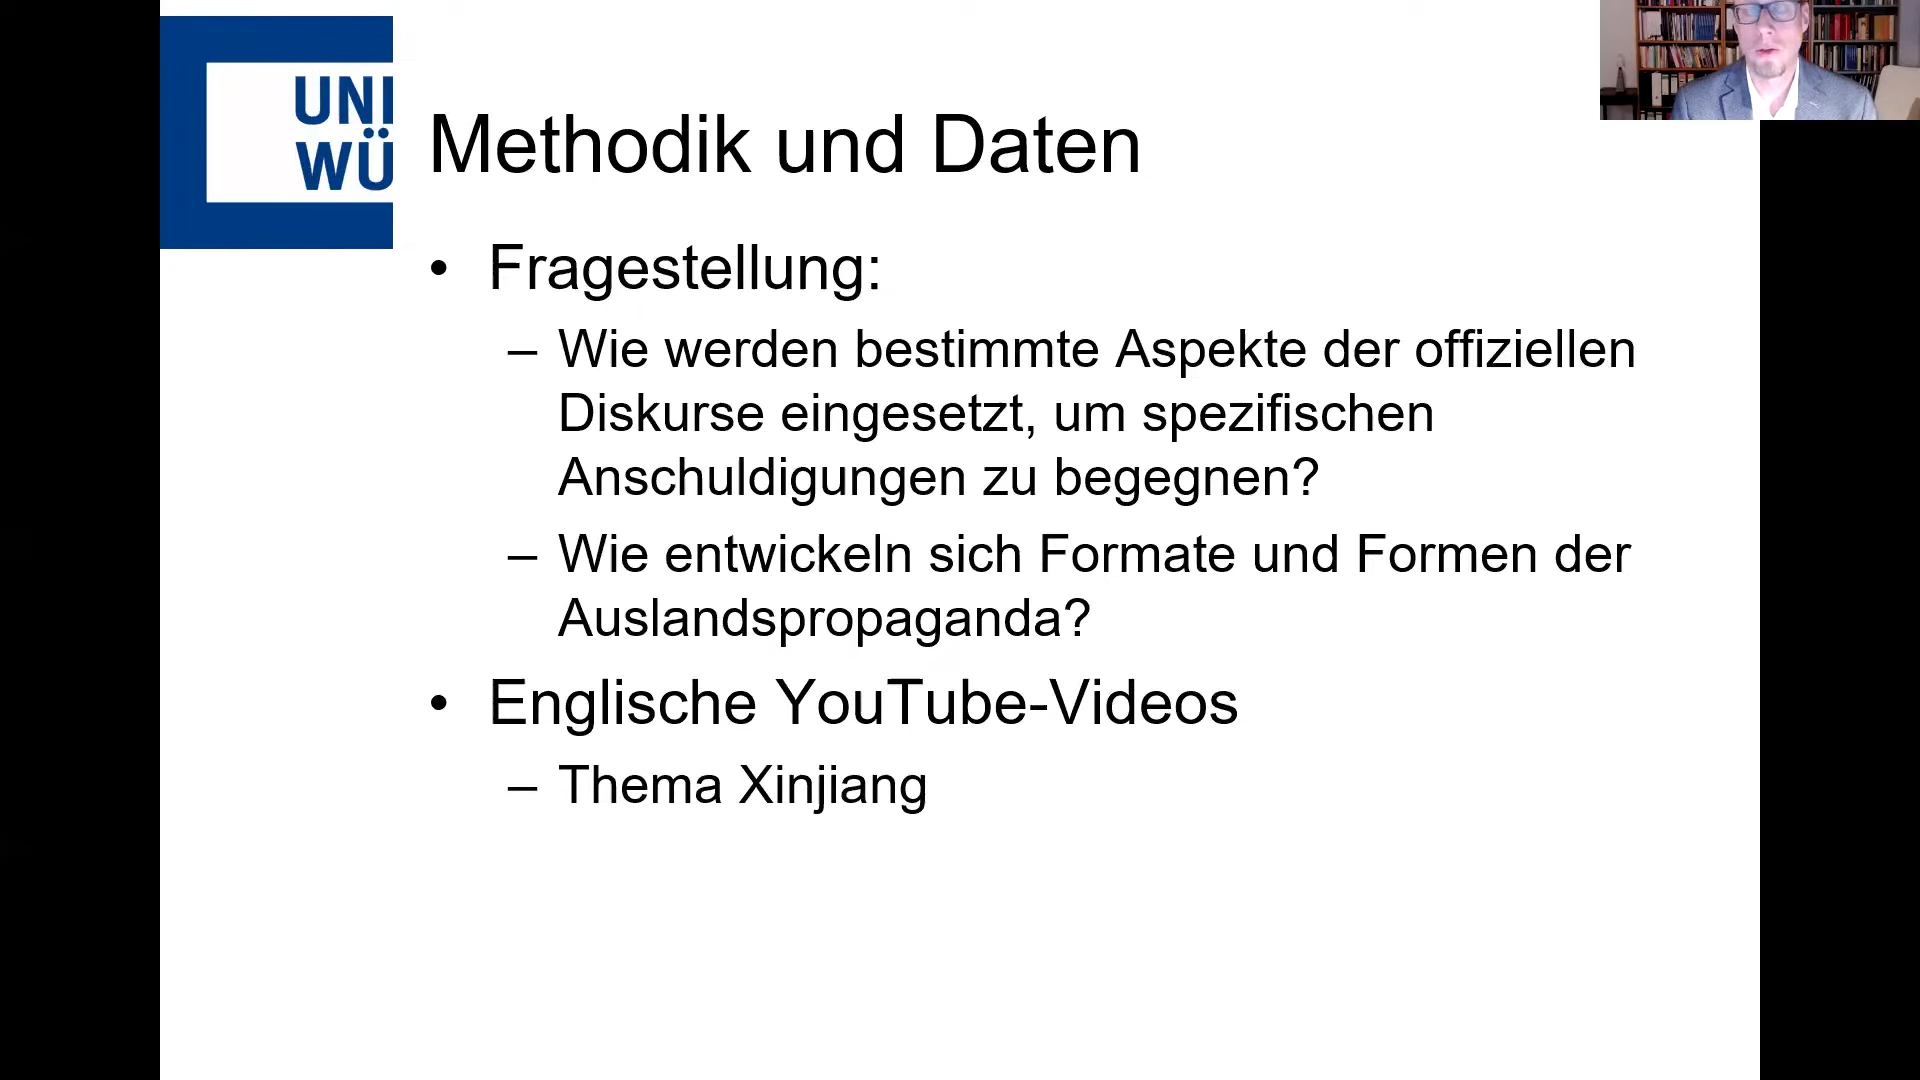 UNI
WÜ
Methodik und Daten
• Fragestellung:
– Wie werden bestimmte Aspekte der offiziellen
Diskurse eingesetzt, um spezifischen
Anschuldigungen zu begegnen?
– Wie entwickeln sich Formate und Formen der
Auslandspropaganda?
• Englische YouTube-Videos
– Thema Xinjiang